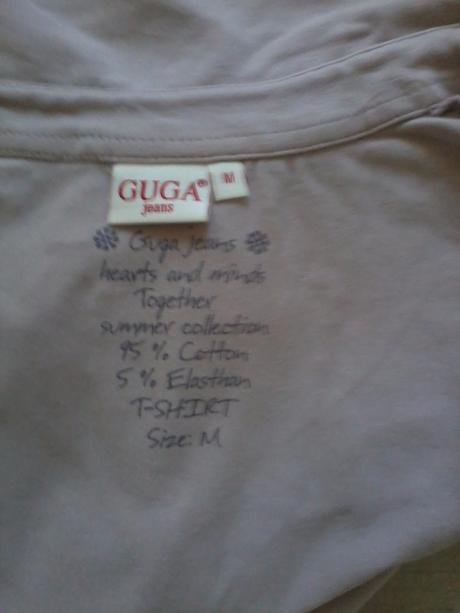 GUGA®
jeans
M
Guga jeans
hearts and minds
Together
summer collection
95 % Cotton
5 % Elasthan
T-SHIRT
Size: M